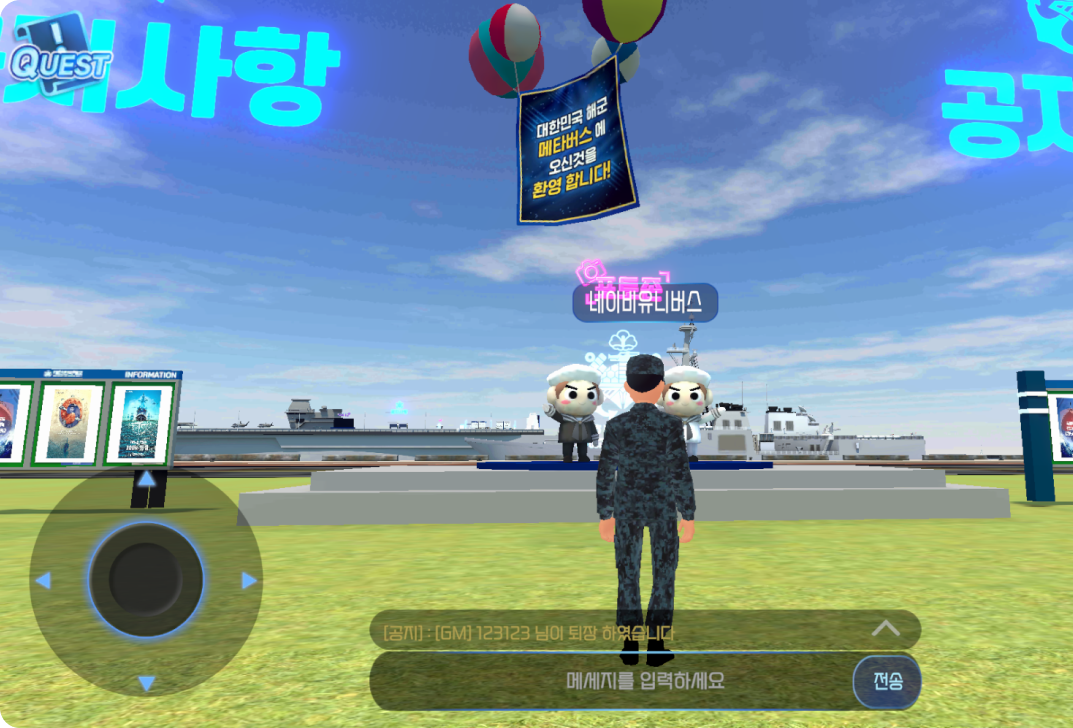 QUEST
사항
공지
대한민국 해군
메타버스 에
오신것을
환영 합니다!
포토존
네이비유니버스
INFORMATION
[공지] : [GM] 123123 님이 퇴장 하였습니다
메세지를 입력하세요
전송